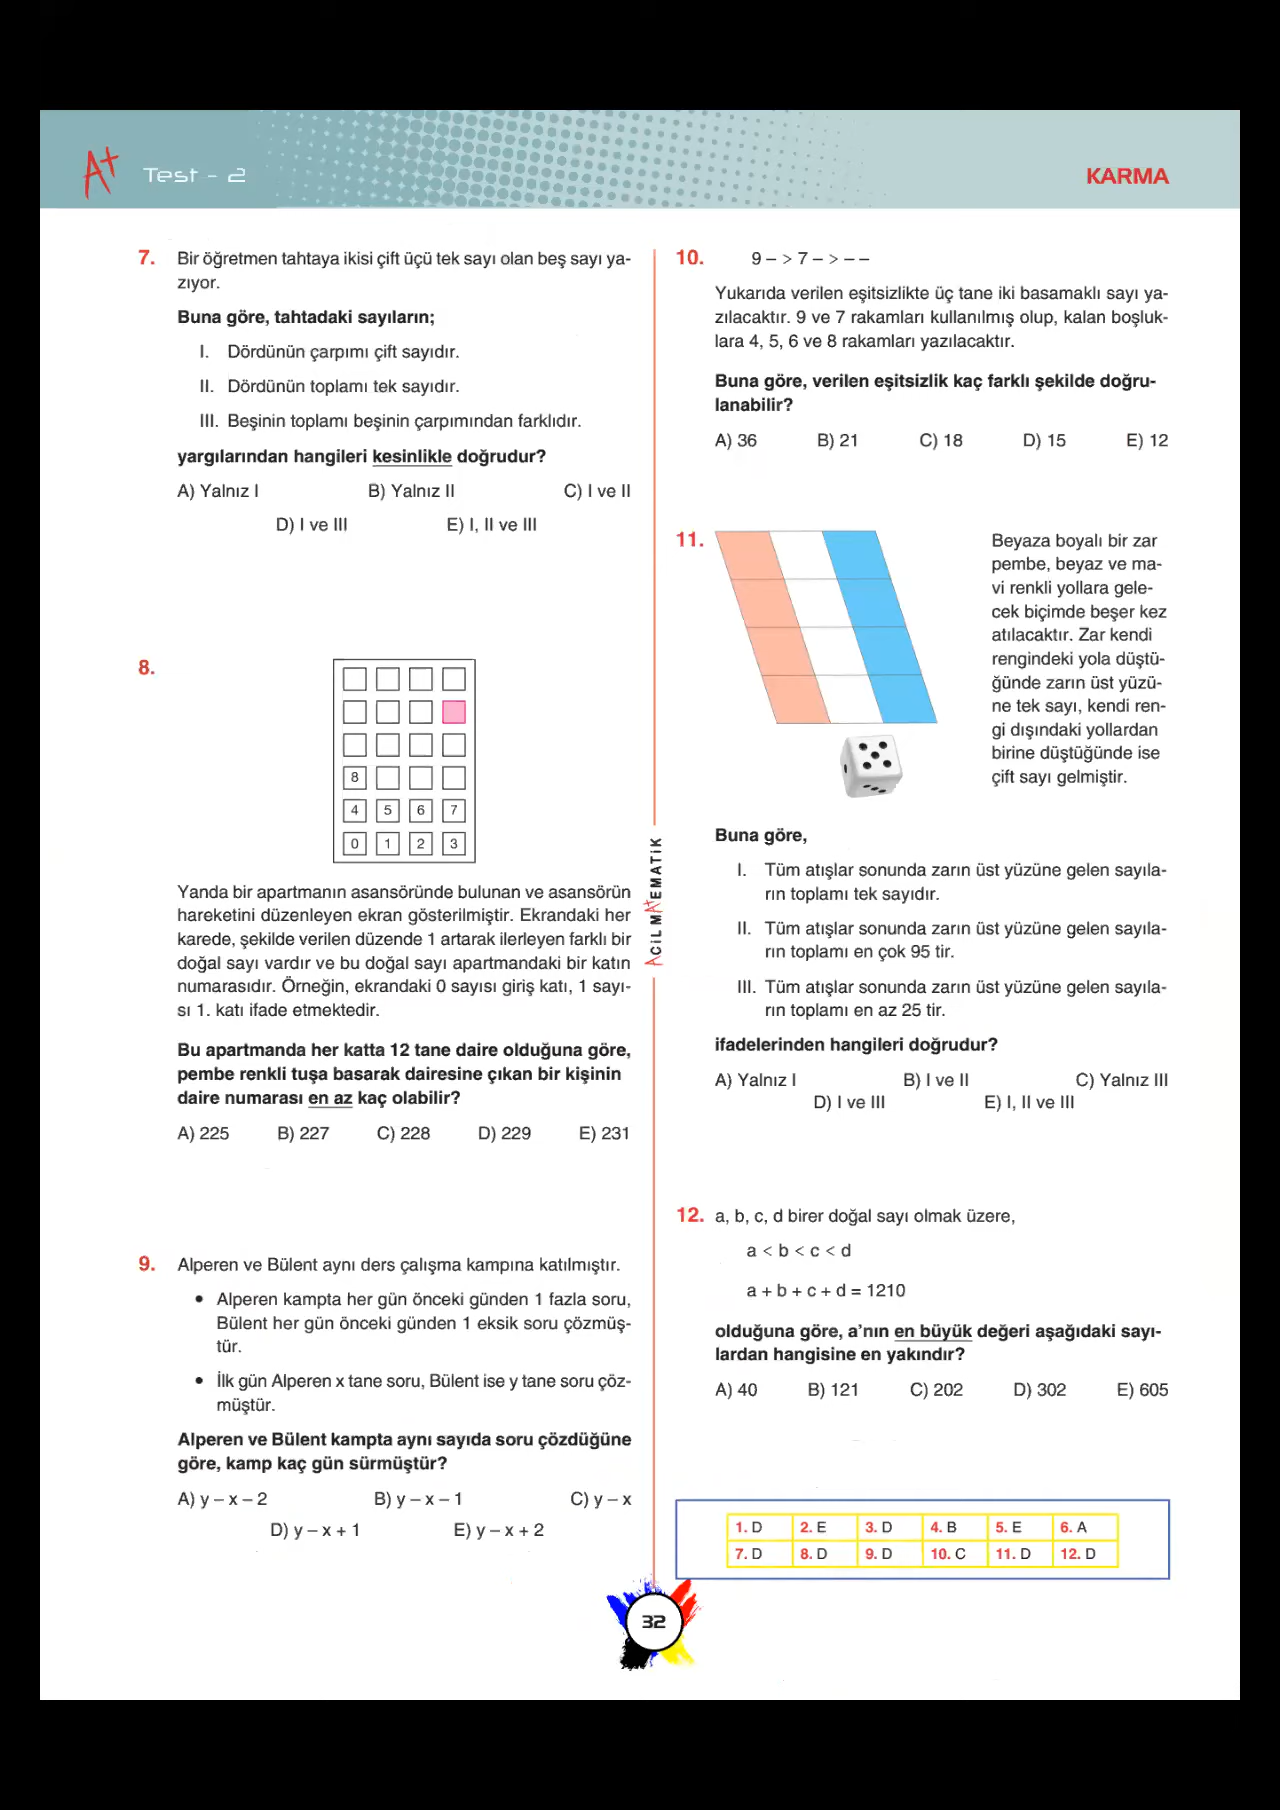 A+ Test - 2
KARMA
7. Bir öğretmen tahtaya ikisi çift üçü tek sayı olan beş sayı ya-
zıyor.
Buna göre, tahtadaki sayıların;
I. Dördünün çarpımı çift sayıdır.
II. Dördünün toplamı tek sayıdır.
III. Beşinin toplamı beşinin çarpımından farklıdır.
yargılarından hangileri kesinlikle doğrudur?
A) Yalnız I B) Yalnız II C) I ve II
D) I ve III E) I, II ve III
8.
8
4 5 6 7
0 1 2 3
Yanda bir apartmanın asansöründe bulunan ve asansörün
hareketini düzenleyen ekran gösterilmiştir. Ekrandaki her
karede, şekilde verilen düzende 1 artarak ilerleyen farklı bir
doğal sayı vardır ve bu doğal sayı apartmandaki bir katın
numarasıdır. Örneğin, ekrandaki 0 sayısı giriş katı, 1 sayı-
sı 1. katı ifade etmektedir.
Bu apartmanda her katta 12 tane daire olduğuna göre,
pembe renkli tuşa basarak dairesine çıkan bir kişinin
daire numarası en az kaç olabilir?
A) 225 B) 227 C) 228 D) 229 E) 231
9. Alperen ve Bülent aynı ders çalışma kampına katılmıştır.
• Alperen kampta her gün önceki günden 1 fazla soru,
Bülent her gün önceki günden 1 eksik soru çözmüş-
tür.
• İlk gün Alperen x tane soru, Bülent ise y tane soru çöz-
müştür.
Alperen ve Bülent kampta aynı sayıda soru çözdüğüne
göre, kamp kaç gün sürmüştür?
A) y – x – 2 B) y – x – 1 C) y – x
D) y – x + 1 E) y – x + 2
ACİL MATEMATİK
10. 9 – > 7 – > – –
Yukarıda verilen eşitsizlikte üç tane iki basamaklı sayı ya-
zılacaktır. 9 ve 7 rakamları kullanılmış olup, kalan boşluk-
lara 4, 5, 6 ve 8 rakamları yazılacaktır.
Buna göre, verilen eşitsizlik kaç farklı şekilde doğru-
lanabilir?
A) 36 B) 21 C) 18 D) 15 E) 12
11. Beyaza boyalı bir zar
pembe, beyaz ve ma-
vi renkli yollara gele-
cek biçimde beşer kez
atılacaktır. Zar kendi
rengindeki yola düştü-
ğünde zarın üst yüzü-
ne tek sayı, kendi ren-
gi dışındaki yollardan
birine düştüğünde ise
çift sayı gelmiştir.
Buna göre,
I. Tüm atışlar sonunda zarın üst yüzüne gelen sayıla-
rın toplamı tek sayıdır.
II. Tüm atışlar sonunda zarın üst yüzüne gelen sayıla-
rın toplamı en çok 95 tir.
III. Tüm atışlar sonunda zarın üst yüzüne gelen sayıla-
rın toplamı en az 25 tir.
ifadelerinden hangileri doğrudur?
A) Yalnız I B) I ve II C) Yalnız III
D) I ve III E) I, II ve III
12. a, b, c, d birer doğal sayı olmak üzere,
a < b < c < d
a + b + c + d = 1210
olduğuna göre, a'nın en büyük değeri aşağıdaki sayı-
lardan hangisine en yakındır?
A) 40 B) 121 C) 202 D) 302 E) 605
1. D 2. E 3. D 4. B 5. E 6. A
7. D 8. D 9. D 10. C 11. D 12. D
32